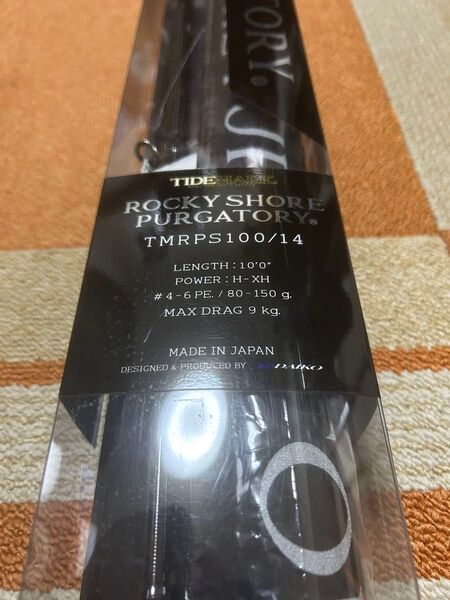 TORY®
TIDEMARK
ROCKY SHORE
PURGATORY®
TMRPS100/14
LENGTH : 10'0"
POWER : H-XH
# 4-6 PE. / 80-150 g.
MAX DRAG 9 kg.
MADE IN JAPAN
DESIGNED & PRODUCED BY DAIKO